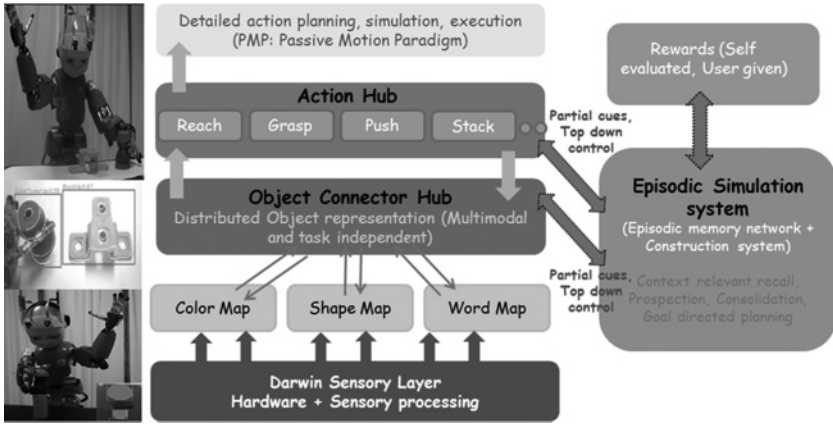 Detailed action planning, simulation, execution
(PMP: Passive Motion Paradigm)
Action Hub
Reach
Grasp
Push
Stack
Object Connector Hub
Distributed Object representation (Multimodal
and task independent)
Color Map
Shape Map
Word Map
Darwin Sensory Layer
Hardware + Sensory processing
Partial cues,
Top down
control
Partial cues,
Top down
control
Rewards (Self
evaluated, User
given)
Episodic Simulation
system
(Episodic memory network +
Construction system)
Context relevant recall,
Prospection, Consolidation,
Goal directed planning